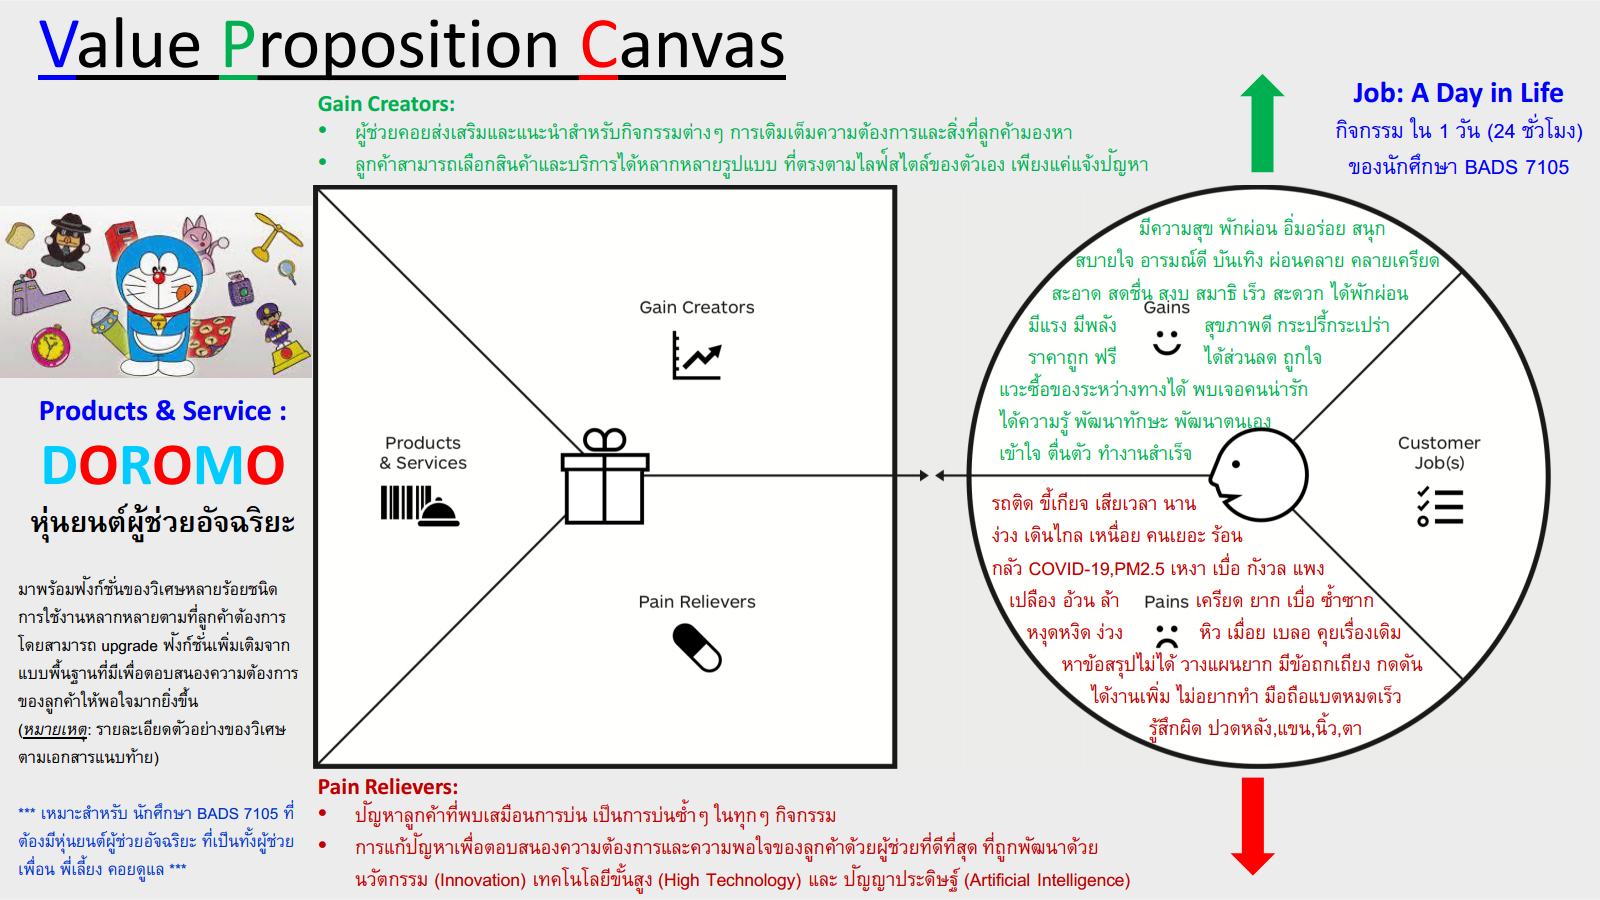 Value Proposition Canvas
Gain Creators:
• ผู้ช่วยคอยส่งเสริมและแนะนำสำหรับกิจกรรมต่างๆ การเติมเต็มความต้องการและสิ่งที่ลูกค้ามองหา
• ลูกค้าสามารถเลือกสินค้าและบริการได้หลากหลายรูปแบบ ที่ตรงตามไลฟ์สไตล์ของตัวเอง เพียงแค่แจ้งปัญหา
Job: A Day in Life
กิจกรรม ใน 1 วัน (24 ชั่วโมง)
ของนักศึกษา BADS 7105
Products & Service :
DOROMO
หุ่นยนต์ผู้ช่วยอัจฉริยะ
มาพร้อมฟังก์ชั่นของวิเศษหลายร้อยชนิด
การใช้งานหลากหลายตามที่ลูกค้าต้องการ
โดยสามารถ upgrade ฟังก์ชั่นเพิ่มเติมจาก
แบบพื้นฐานที่มีเพื่อตอบสนองความต้องการ
ของลูกค้าให้พอใจมากยิ่งขึ้น
(หมายเหตุ: รายละเอียดตัวอย่างของวิเศษ
ตามเอกสารแนบท้าย)
*** เหมาะสำหรับ นักศึกษา BADS 7105 ที่
ต้องมีหุ่นยนต์ผู้ช่วยอัจฉริยะ ที่เป็นทั้งผู้ช่วย
เพื่อน พี่เลี้ยง คอยดูแล ***
Gain Creators
Products
& Services
Pain Relievers
มีความสุข พักผ่อน อิ่มอร่อย สนุก
สบายใจ อารมณ์ดี บันเทิง ผ่อนคลาย คลายเครียด
สะอาด สดชื่น สงบ สมาธิ เร็ว สะดวก ได้พักผ่อน
Gains
มีแรง มีพลัง สุขภาพดี กระปรี้กระเปร่า
ราคาถูก ฟรี ได้ส่วนลด ถูกใจ
แวะซื้อของระหว่างทางได้ พบเจอคนน่ารัก
ได้ความรู้ พัฒนาทักษะ พัฒนาตนเอง
เข้าใจ ตื่นตัว ทำงานสำเร็จ
Customer
Job(s)
รถติด ขี้เกียจ เสียเวลา นาน
ง่วง เดินไกล เหนื่อย คนเยอะ ร้อน
กลัว COVID-19,PM2.5 เหงา เบื่อ กังวล แพง
เปลือง อ้วน ล้า Pains เครียด ยาก เบื่อ ซ้ำซาก
หงุดหงิด ง่วง หิว เมื่อย เบลอ คุยเรื่องเดิม
หาข้อสรุปไม่ได้ วางแผนยาก มีข้อถกเถียง กดดัน
ได้งานเพิ่ม ไม่อยากทำ มือถือแบตหมดเร็ว
รู้สึกผิด ปวดหลัง,แขน,นิ้ว,ตา
Pain Relievers:
• ปัญหาลูกค้าที่พบเสมือนการบ่น เป็นการบ่นซ้ำๆ ในทุกๆ กิจกรรม
• การแก้ปัญหาเพื่อตอบสนองความต้องการและความพอใจของลูกค้าด้วยผู้ช่วยที่ดีที่สุด ที่ถูกพัฒนาด้วย
นวัตกรรม (Innovation) เทคโนโลยีขั้นสูง (High Technology) และ ปัญญาประดิษฐ์ (Artificial Intelligence)